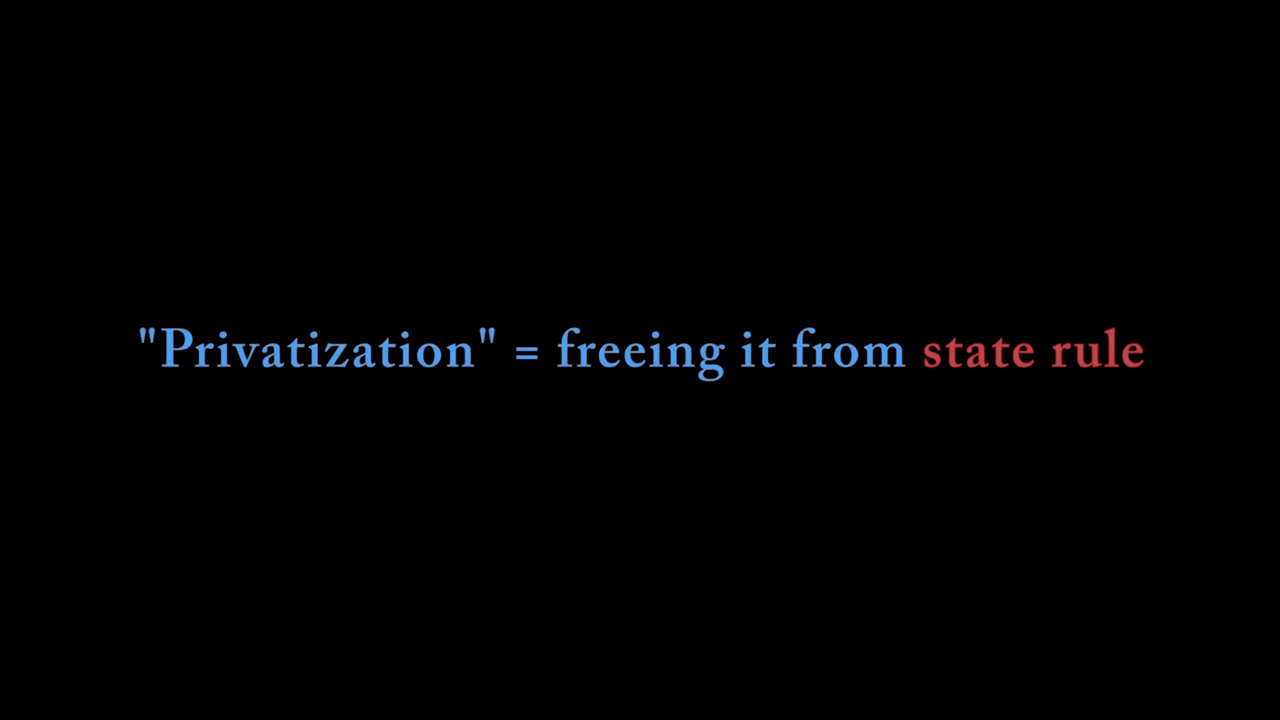 "Privatization" = freeing it from state rule